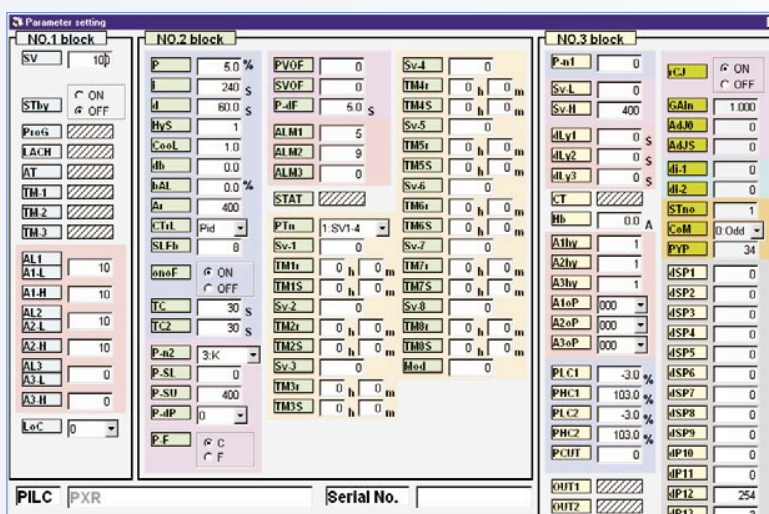 Parameter setting
NO.1 block
SV 100
STby ON
OFF
ProG
LACH
AT
TM-1
TM-2
TM-3
AL1
A1-L 10
A1-H 10
AL2
A2-L 10
A2-H 10
AL3
A3-L 0
A3-H 0
LoC 0
NO.2 block
P 5.0 %
I 240 S
d 60.0 S
HyS 1
CooL 1.0
db 0.0
bAL 0.0 %
Ar 400
CTrL Pid
SLFb 8
onoF ON
OFF
TC 30 S
TC2 30 S
P-n2 3:K
P-SL 0
P-SU 400
P-dP 0
P-F C
F
PVOF 0
SVOF 0
P-dF 5.0 S
ALM1 5
ALM2 9
ALM3 0
STAT
PTn 1:SV1-4
Sv-1 0
TM1r 0 h 0 m
TM1S 0 h 0 m
Sv-2 0
TM2r 0 h 0 m
TM2S 0 h 0 m
Sv-3 0
TM3r 0 h 0 m
TM3S 0 h 0 m
Sv-4 0
TM4r 0 h 0 m
TM4S 0 h 0 m
Sv-5 0
TM5r 0 h 0 m
TM5S 0 h 0 m
Sv-6 0
TM6r 0 h 0 m
TM6S 0 h 0 m
Sv-7 0
TM7r 0 h 0 m
TM7S 0 h 0 m
Sv-8 0
TM8r 0 h 0 m
TM8S 0 h 0 m
Mod 0
NO.3 block
P-n1 0
Sv-L 0
Sv-H 400
dLy1 0 S
dLy2 0 S
dLy3 0 S
CT
Hb 0.0 A
A1hy 1
A2hy 1
A3hy 1
A1oP 000
A2oP 000
A3oP 000
PLC1 -3.0 %
PHC1 103.0 %
PLC2 -3.0 %
PHC2 103.0 %
PCUT 0
OUT1
OUT2
rCJ ON
OFF
GAIn 1.000
AdJ0 0
AdJS 0
di-1 0
di-2 0
STno 1
CoM 0:Odd
PYP 34
dSP1 0
dSP2 0
dSP3 0
dSP4 0
dSP5 0
dSP6 0
dSP7 0
dSP8 0
dSP9 0
dP10 0
dP11 0
dP12 254
PILC PXR
Serial No.